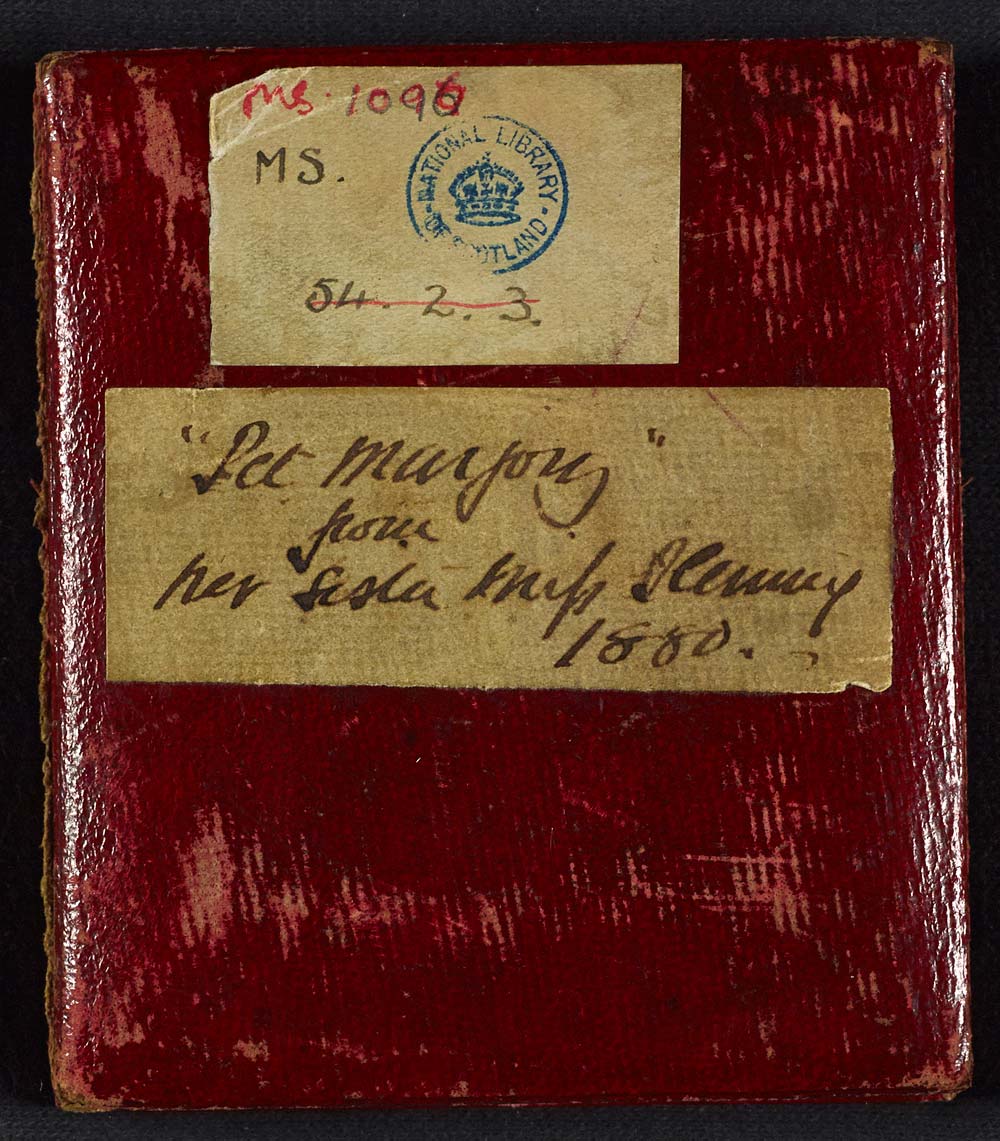 MS. 1096
MS.
NATIONAL LIBRARY
OF SCOTLAND
54. 2. 3.
"Pet Marjory"
from
her Sister Miss Fleming
1880.